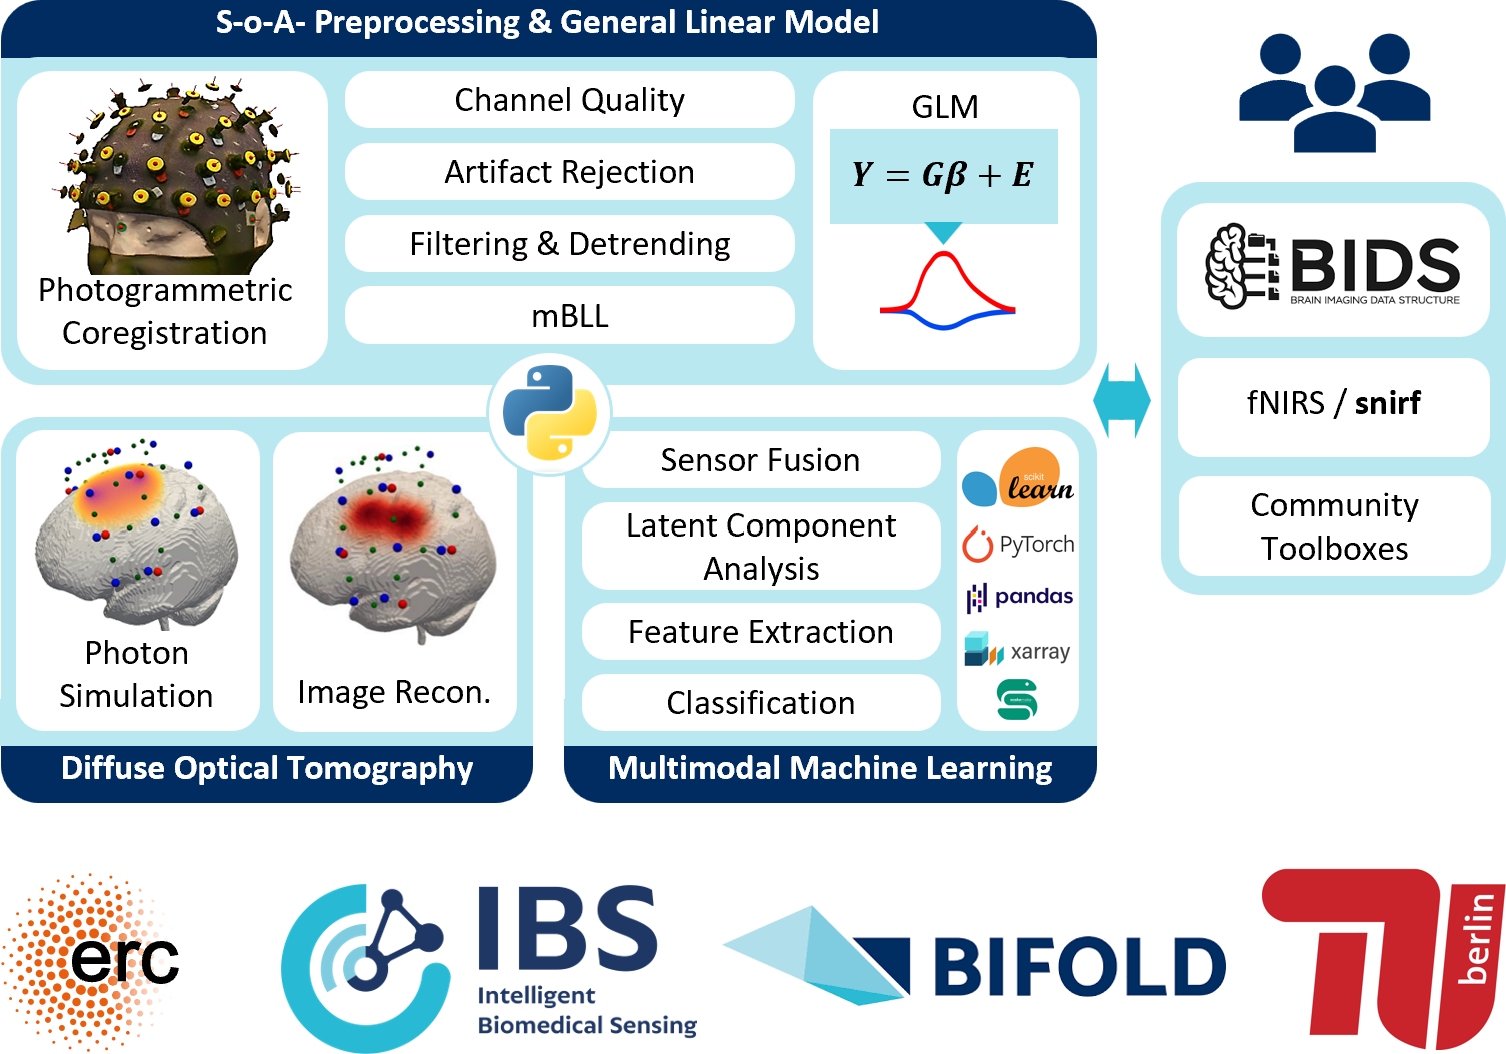 S-o-A- Preprocessing & General Linear Model
Photogrammetric
Coregistration
Channel Quality
Artifact Rejection
Filtering & Detrending
mBLL
GLM
Y = Gβ + E
BIDS
BRAIN IMAGING DATA STRUCTURE
fNIRS / snirf
Community
Toolboxes
Photon
Simulation
Image Recon.
Diffuse Optical Tomography
Sensor Fusion
Latent Component
Analysis
Feature Extraction
Classification
scikit
learn
PyTorch
pandas
xarray
Multimodal Machine Learning
erc
IBS
Intelligent
Biomedical Sensing
BIFOLD
TU
berlin